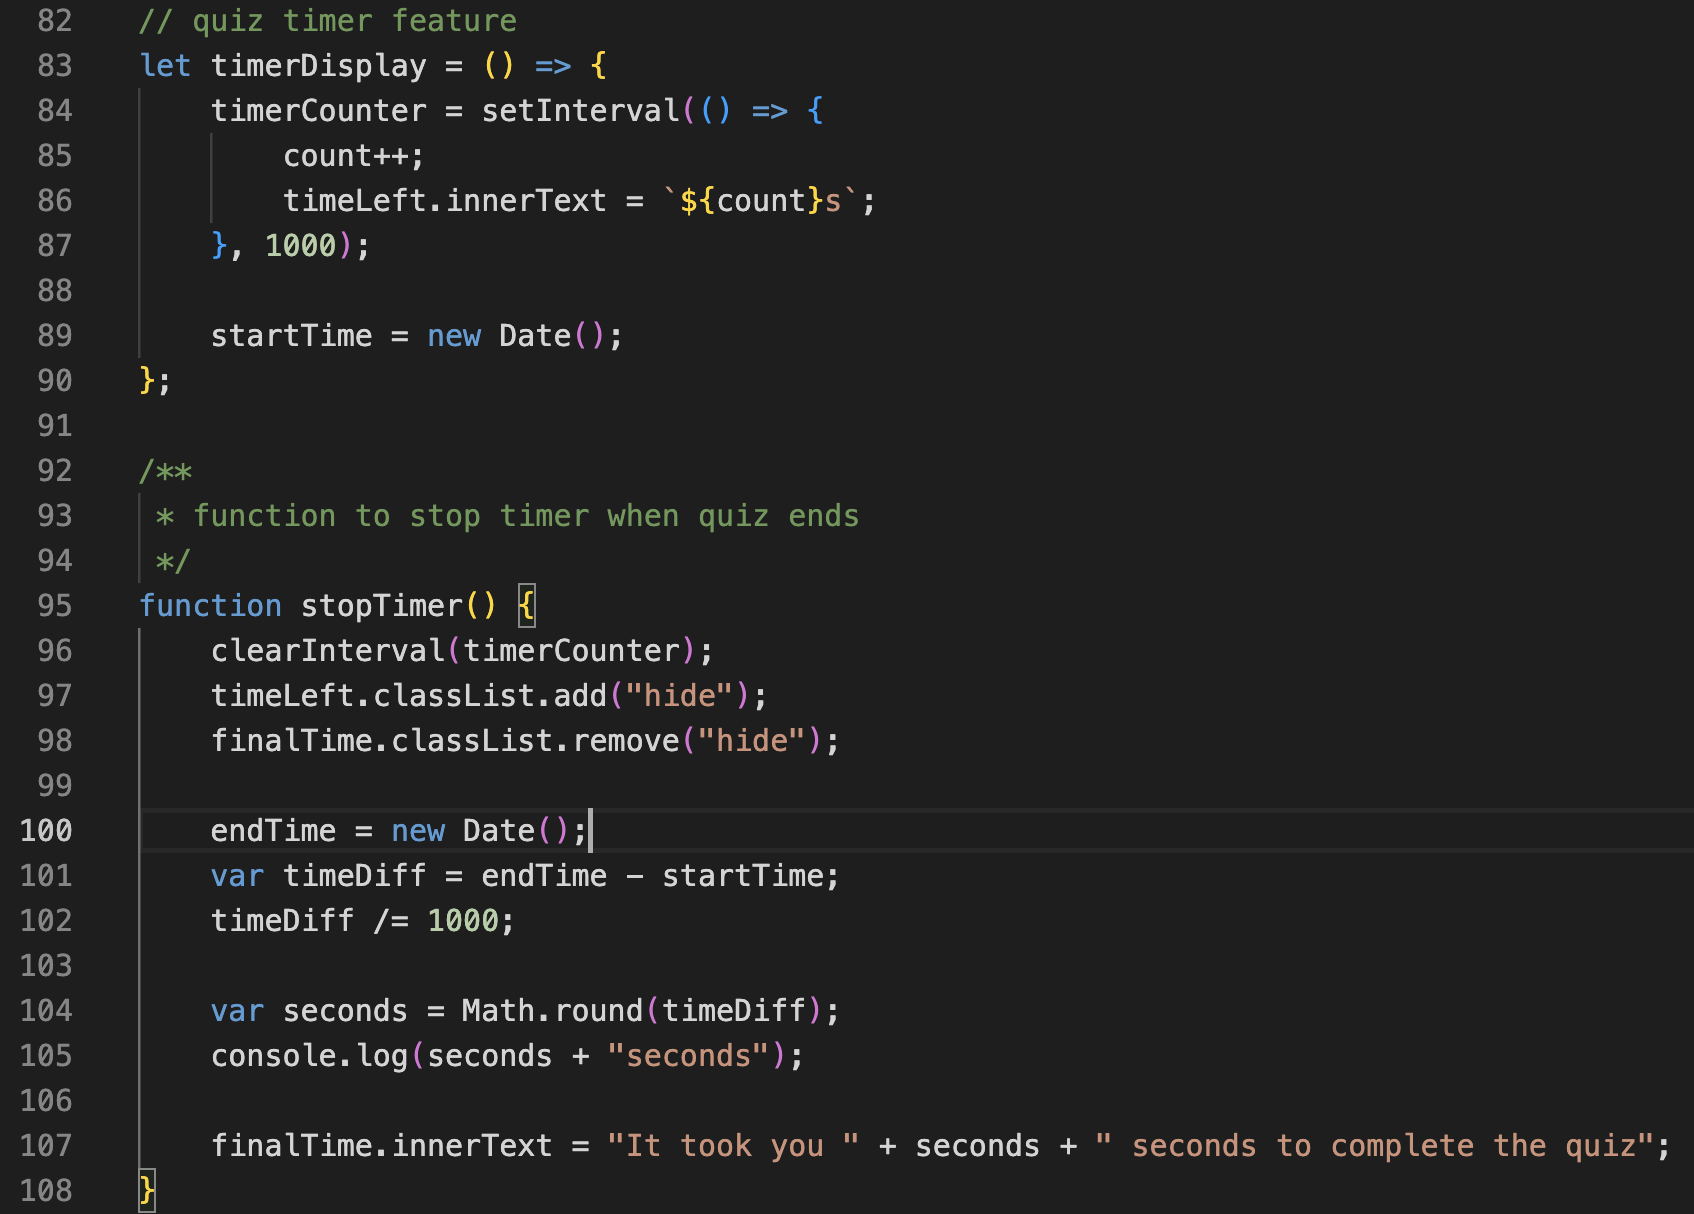 82 // quiz timer feature
83 let timerDisplay = () => {
84 timerCounter = setInterval(() => {
85 count++;
86 timeLeft.innerText = `${count}s`;
87 }, 1000);
88
89 startTime = new Date();
90 };
91
92 /**
93 * function to stop timer when quiz ends
94 */
95 function stopTimer() {
96 clearInterval(timerCounter);
97 timeLeft.classList.add("hide");
98 finalTime.classList.remove("hide");
99
100 endTime = new Date();
101 var timeDiff = endTime - startTime;
102 timeDiff /= 1000;
103
104 var seconds = Math.round(timeDiff);
105 console.log(seconds + "seconds");
106
107 finalTime.innerText = "It took you " + seconds + " seconds to complete the quiz";
108 }